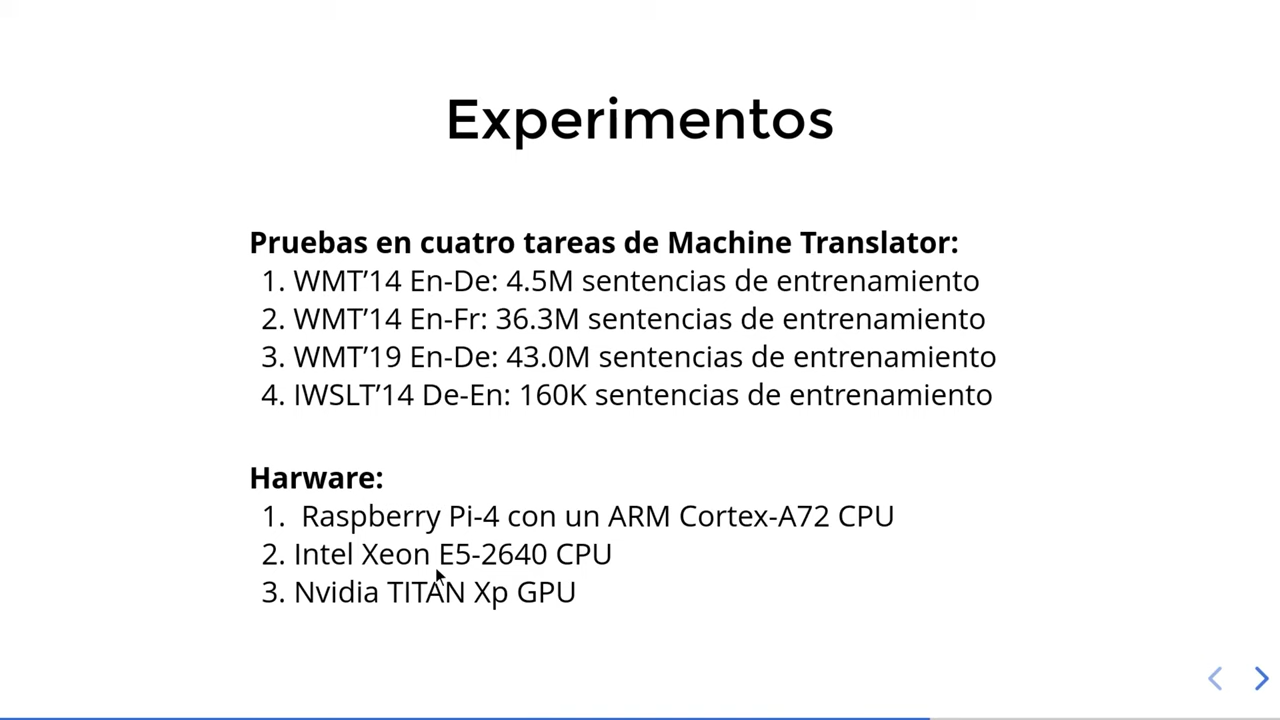 Experimentos
Pruebas en cuatro tareas de Machine Translator:
1. WMT’14 En-De: 4.5M sentencias de entrenamiento
2. WMT’14 En-Fr: 36.3M sentencias de entrenamiento
3. WMT’19 En-De: 43.0M sentencias de entrenamiento
4. IWSLT’14 De-En: 160K sentencias de entrenamiento
Harware:
1. Raspberry Pi-4 con un ARM Cortex-A72 CPU
2. Intel Xeon E5-2640 CPU
3. Nvidia TITAN Xp GPU